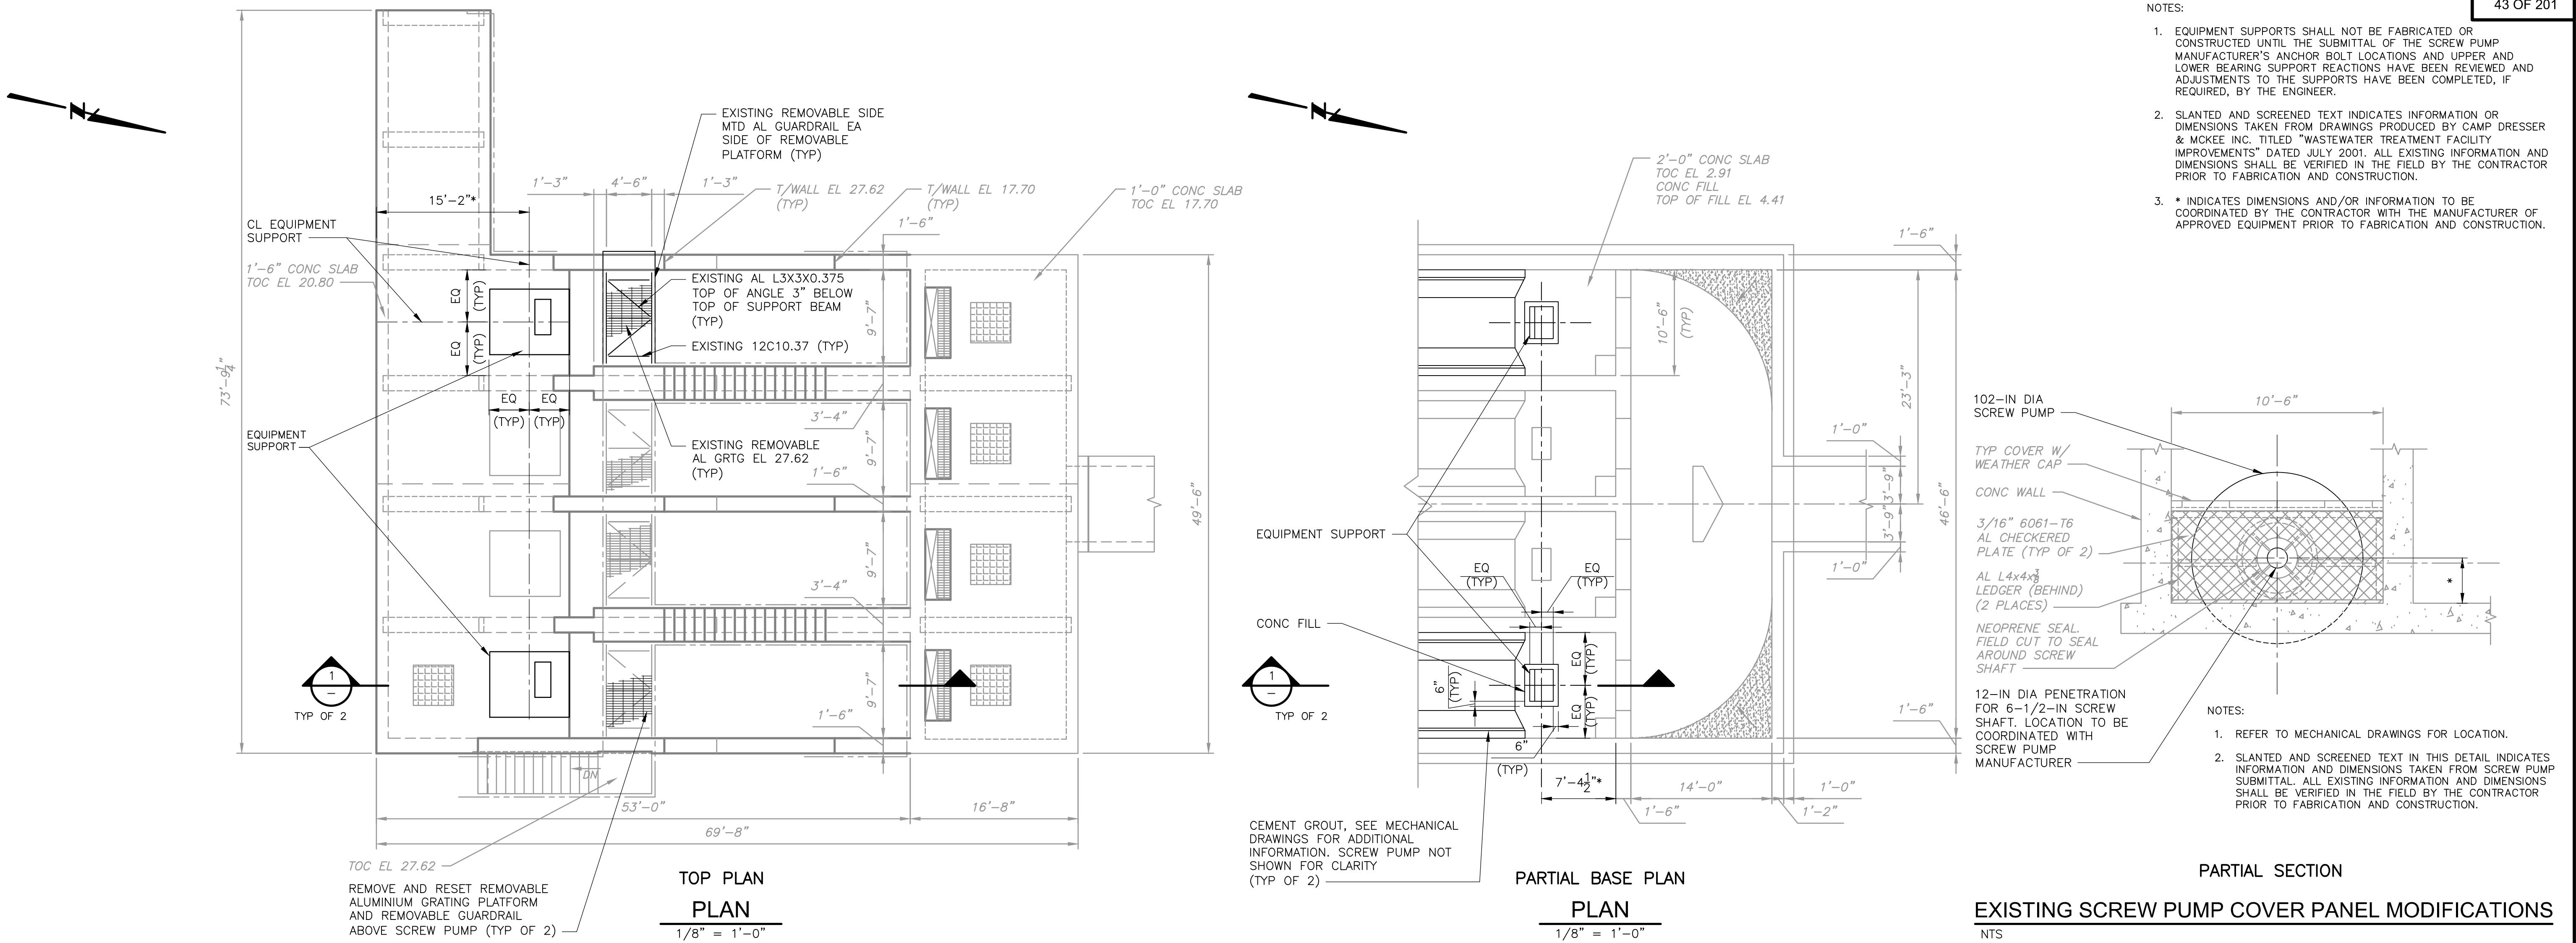 43 OF 201
NOTES:
1. EQUIPMENT SUPPORTS SHALL NOT BE FABRICATED OR
CONSTRUCTED UNTIL THE SUBMITTAL OF THE SCREW PUMP
MANUFACTURER'S ANCHOR BOLT LOCATIONS AND UPPER AND
LOWER BEARING SUPPORT REACTIONS HAVE BEEN REVIEWED AND
ADJUSTMENTS TO THE SUPPORTS HAVE BEEN COMPLETED, IF
REQUIRED, BY THE ENGINEER.
2. SLANTED AND SCREENED TEXT INDICATES INFORMATION OR
DIMENSIONS TAKEN FROM DRAWINGS PRODUCED BY CAMP DRESSER
& MCKEE INC. TITLED "WASTEWATER TREATMENT FACILITY
IMPROVEMENTS" DATED JULY 2001. ALL EXISTING INFORMATION AND
DIMENSIONS SHALL BE VERIFIED IN THE FIELD BY THE CONTRACTOR
PRIOR TO FABRICATION AND CONSTRUCTION.
3. * INDICATES DIMENSIONS AND/OR INFORMATION TO BE
COORDINATED BY THE CONTRACTOR WITH THE MANUFACTURER OF
APPROVED EQUIPMENT PRIOR TO FABRICATION AND CONSTRUCTION.
N
EXISTING REMOVABLE SIDE
MTD AL GUARDRAIL EA
SIDE OF REMOVABLE
PLATFORM (TYP)
1'-3"
4'-6"
1'-3"
T/WALL EL 27.62
(TYP)
T/WALL EL 17.70
(TYP)
1'-0" CONC SLAB
TOC EL 17.70
15'-2"*
1'-6"
CL EQUIPMENT
SUPPORT
1'-6" CONC SLAB
TOC EL 20.80
EQ
(TYP)
EQ
(TYP)
EXISTING AL L3X3X0.375
TOP OF ANGLE 3" BELOW
TOP OF SUPPORT BEAM
(TYP)
EXISTING 12C10.37 (TYP)
9'-7"
73'-9 1/4"
EQ
(TYP)
EQ
(TYP)
3'-4"
EQUIPMENT
SUPPORT
EXISTING REMOVABLE
AL GRTG EL 27.62
(TYP)
9'-7"
1'-6"
49'-6"
9'-7"
3'-4"
9'-7"
1
–
TYP OF 2
1'-6"
DN
53'-0"
16'-8"
69'-8"
TOC EL 27.62
REMOVE AND RESET REMOVABLE
ALUMINIUM GRATING PLATFORM
AND REMOVABLE GUARDRAIL
ABOVE SCREW PUMP (TYP OF 2)
TOP PLAN
PLAN
1/8" = 1'-0"
N
2'-0" CONC SLAB
TOC EL 2.91
CONC FILL
TOP OF FILL EL 4.41
1'-6"
10'-6"
(TYP)
23'-3"
1'-0"
3'-9"
3'-9"
46'-6"
1'-0"
EQUIPMENT SUPPORT
EQ
(TYP)
EQ
(TYP)
CONC FILL
EQ
(TYP)
EQ
(TYP)
6"
(TYP)
1
–
TYP OF 2
6"
(TYP)
1'-6"
7'-4 1/2"*
14'-0"
1'-0"
1'-6"
1'-2"
CEMENT GROUT, SEE MECHANICAL
DRAWINGS FOR ADDITIONAL
INFORMATION. SCREW PUMP NOT
SHOWN FOR CLARITY
(TYP OF 2)
PARTIAL BASE PLAN
PLAN
1/8" = 1'-0"
102-IN DIA
SCREW PUMP
10'-6"
TYP COVER W/
WEATHER CAP
CONC WALL
3/16" 6061-T6
AL CHECKERED
PLATE (TYP OF 2)
AL L4x4x3/8
LEDGER (BEHIND)
(2 PLACES)
*
NEOPRENE SEAL.
FIELD CUT TO SEAL
AROUND SCREW
SHAFT
12-IN DIA PENETRATION
FOR 6-1/2-IN SCREW
SHAFT. LOCATION TO BE
COORDINATED WITH
SCREW PUMP
MANUFACTURER
NOTES:
1. REFER TO MECHANICAL DRAWINGS FOR LOCATION.
2. SLANTED AND SCREENED TEXT IN THIS DETAIL INDICATES
INFORMATION AND DIMENSIONS TAKEN FROM SCREW PUMP
SUBMITTAL. ALL EXISTING INFORMATION AND DIMENSIONS
SHALL BE VERIFIED IN THE FIELD BY THE CONTRACTOR
PRIOR TO FABRICATION AND CONSTRUCTION.
PARTIAL SECTION
EXISTING SCREW PUMP COVER PANEL MODIFICATIONS
NTS